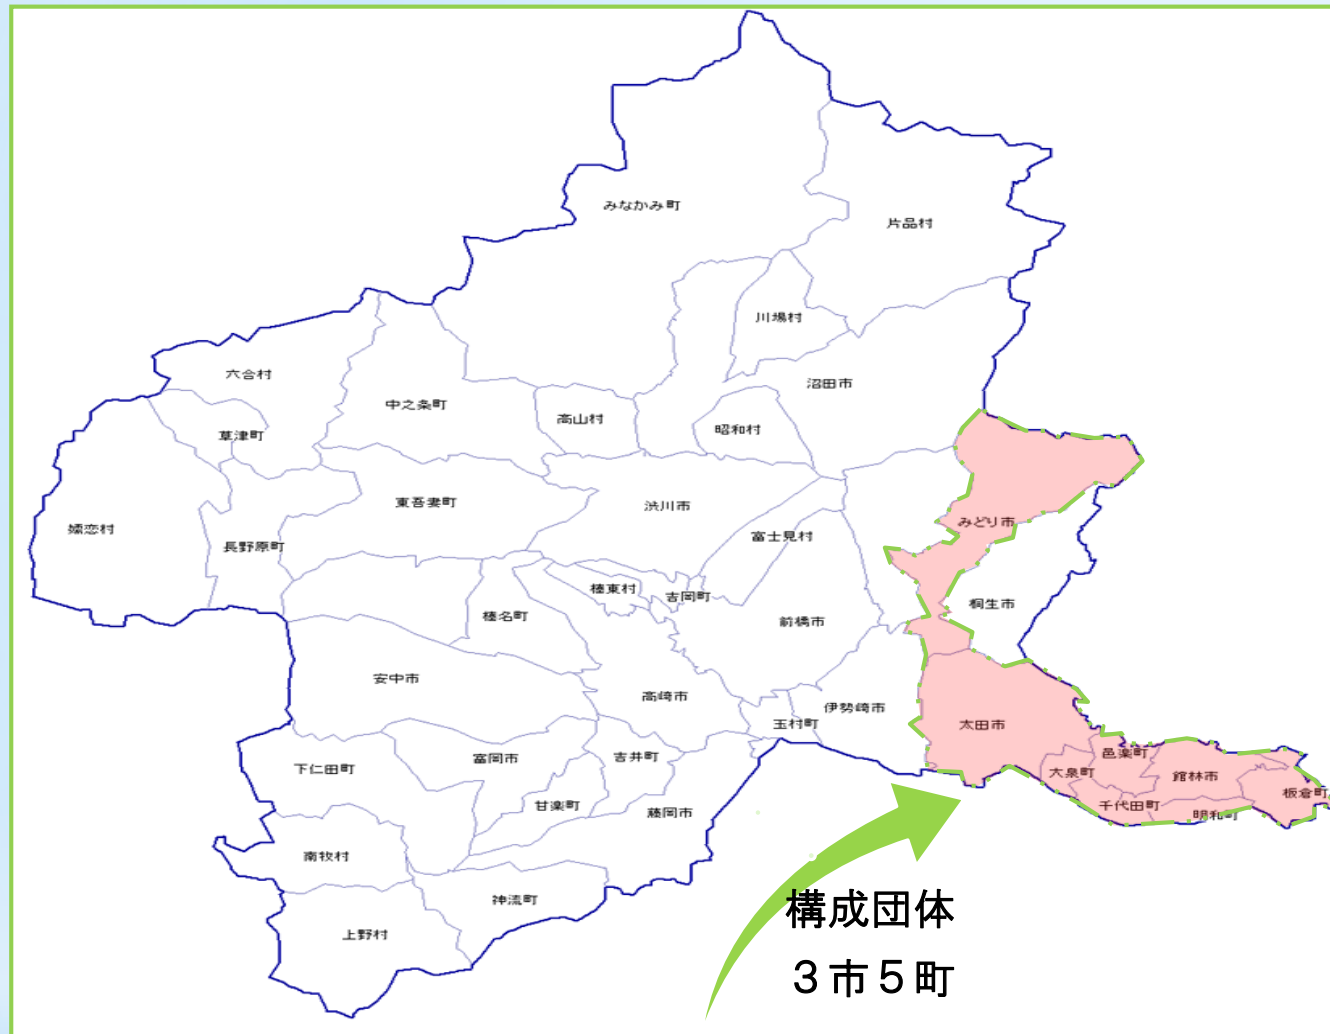 みなかみ町
片品村
川場村
六合村
沼田市
中之条町
高山村
昭和村
草津町
東吾妻町
渋川市
みどり市
嬬恋村
富士見村
長野原町
榛東村
吉岡町
桐生市
榛名町
前橋市
安中市
高崎市
伊勢崎市
玉村町
太田市
邑楽町
富岡市
吉井町
下仁田町
大泉町
館林市
板倉町
甘楽町
千代田町
藤岡市
明和町
南牧村
神流町
上野村
構成団体
３市５町